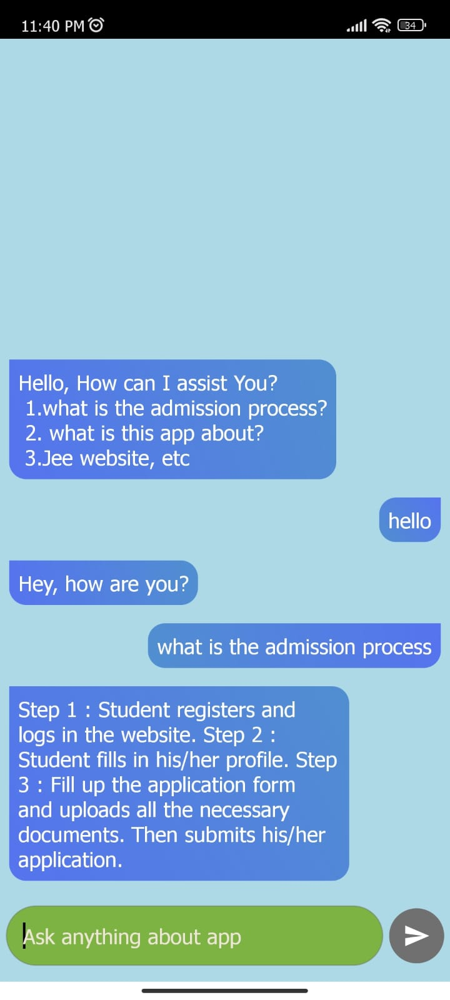 11:40 PM
34
Hello, How can I assist You?
1.what is the admission process?
2. what is this app about?
3.Jee website, etc
hello
Hey, how are you?
what is the admission process
Step 1 : Student registers and
logs in the website. Step 2 :
Student fills in his/her profile. Step
3 : Fill up the application form
and uploads all the necessary
documents. Then submits his/her
application.
Ask anything about app